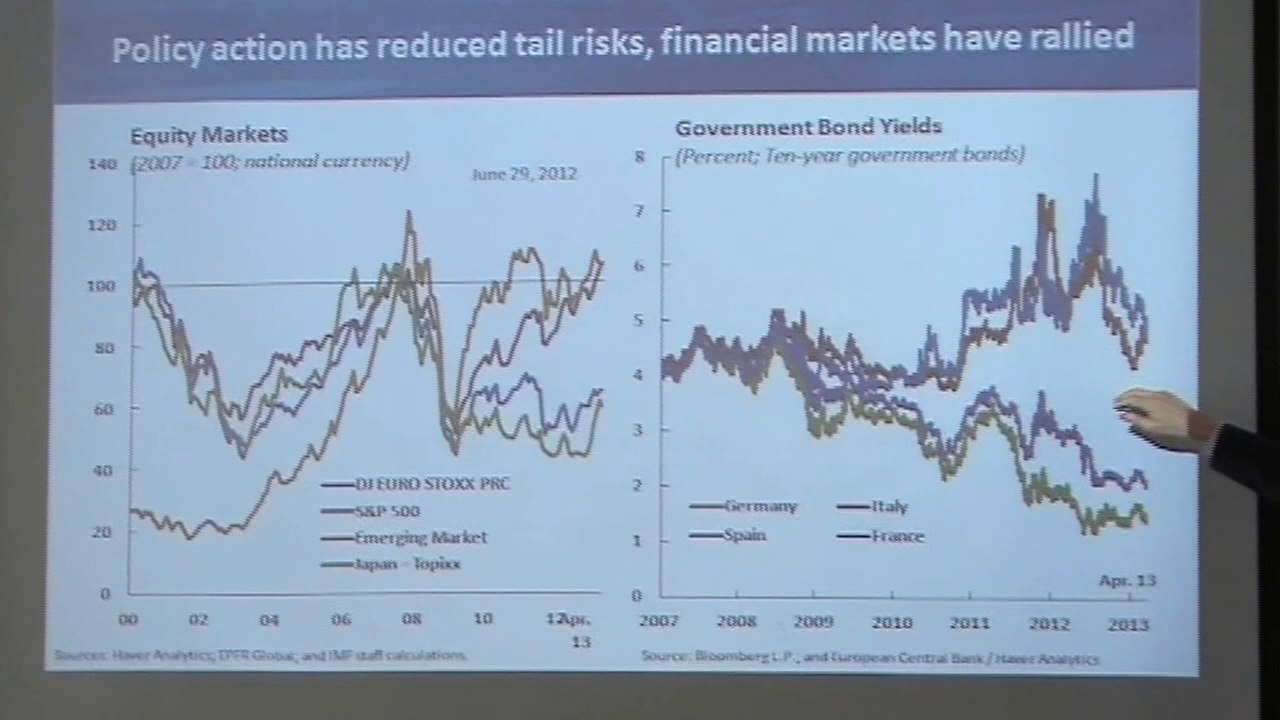 Policy action has reduced tail risks, financial markets have rallied
Equity Markets
(2007 = 100; national currency)
June 29, 2012
140
120
100
80
60
40
20
0
DJ EURO STOXX PRC
S&P 500
Emerging Market
Japan - Topixx
00 02 04 06 08 10 12 Apr.
13
Sources: Haver Analytics; EPFR Global; and IMF staff calculations.
Government Bond Yields
(Percent; Ten-year government bonds)
8
7
6
5
4
3
2
1
0
Germany Italy
Spain France
Apr. 13
2007 2008 2009 2010 2011 2012 2013
Source: Bloomberg L.P., and European Central Bank / Haver Analytics